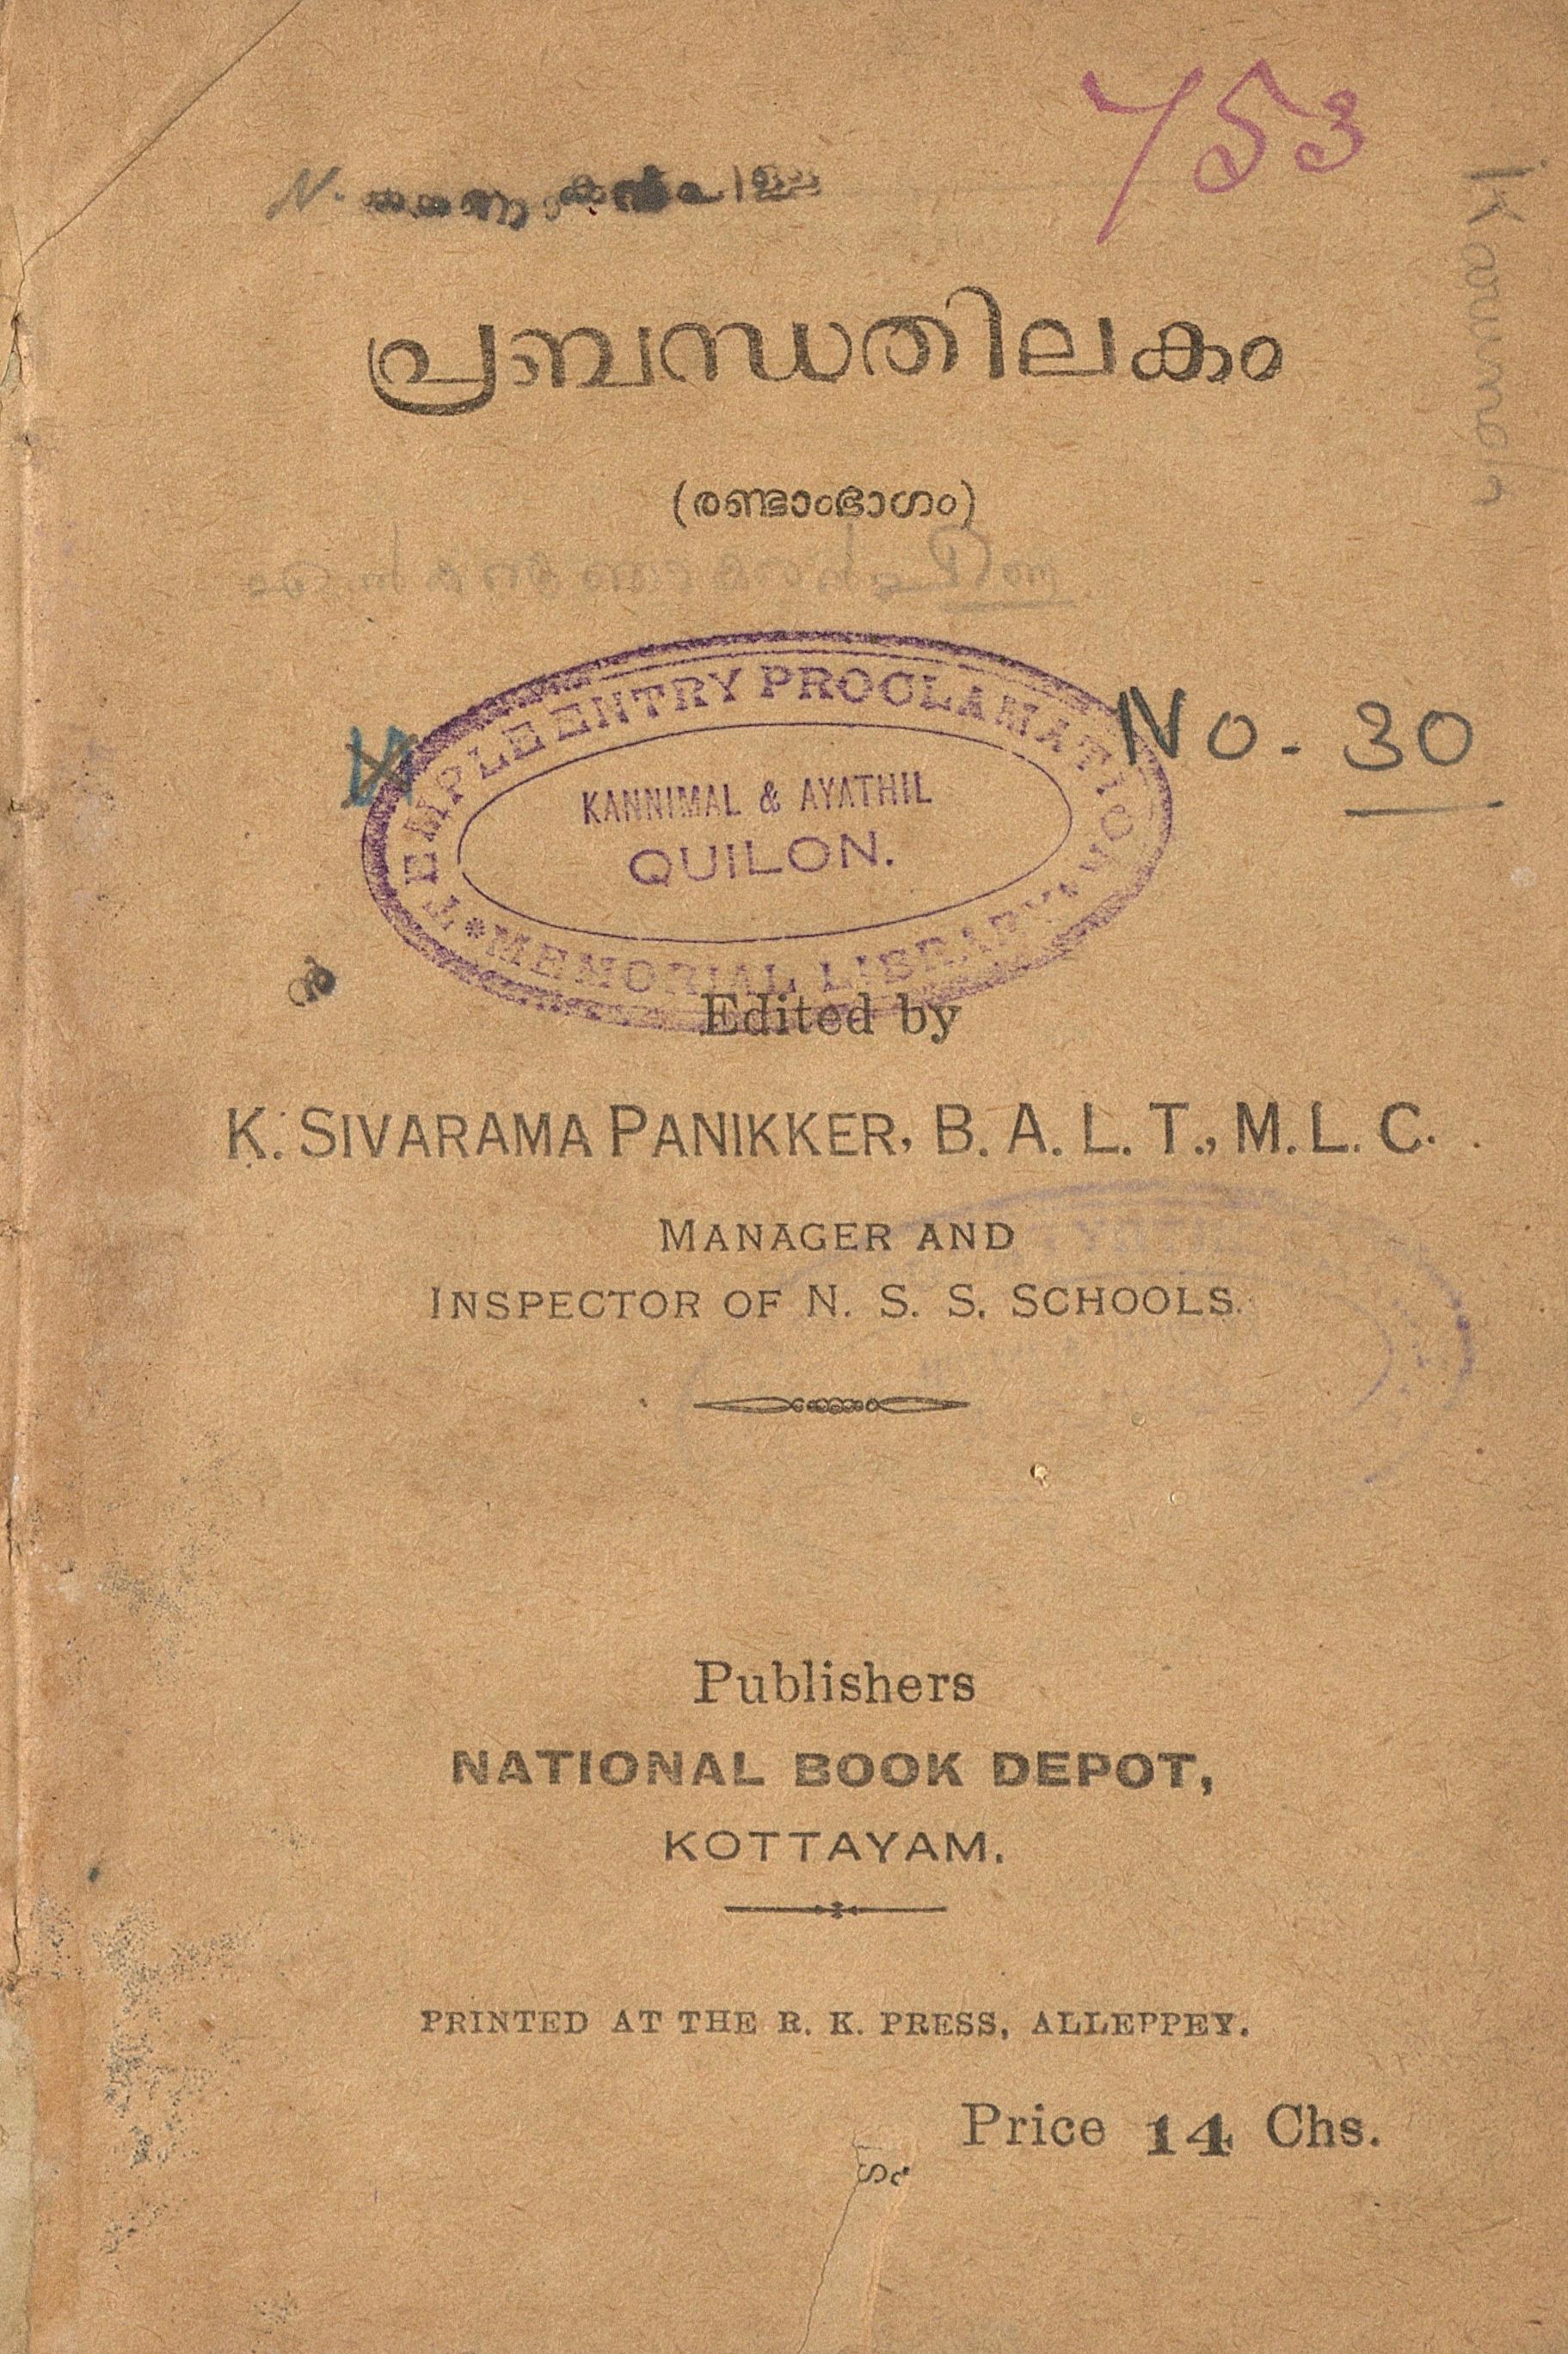 753
പ്രബന്ധതിലകം
(രണ്ടാംഭാഗം)
TEMPLE ENTRY PROCLAMATION
KANNIMAL & AYATHIL
QUILON.
MEMORIAL LIBRARY
No. 30
Edited by
K. SIVARAMA PANIKKER, B. A. L. T., M. L. C.
MANAGER AND
INSPECTOR OF N. S. S. SCHOOLS.
Publishers
NATIONAL BOOK DEPOT,
KOTTAYAM.
PRINTED AT THE R. K. PRESS, ALLEPPEY.
Price 14 Chs.